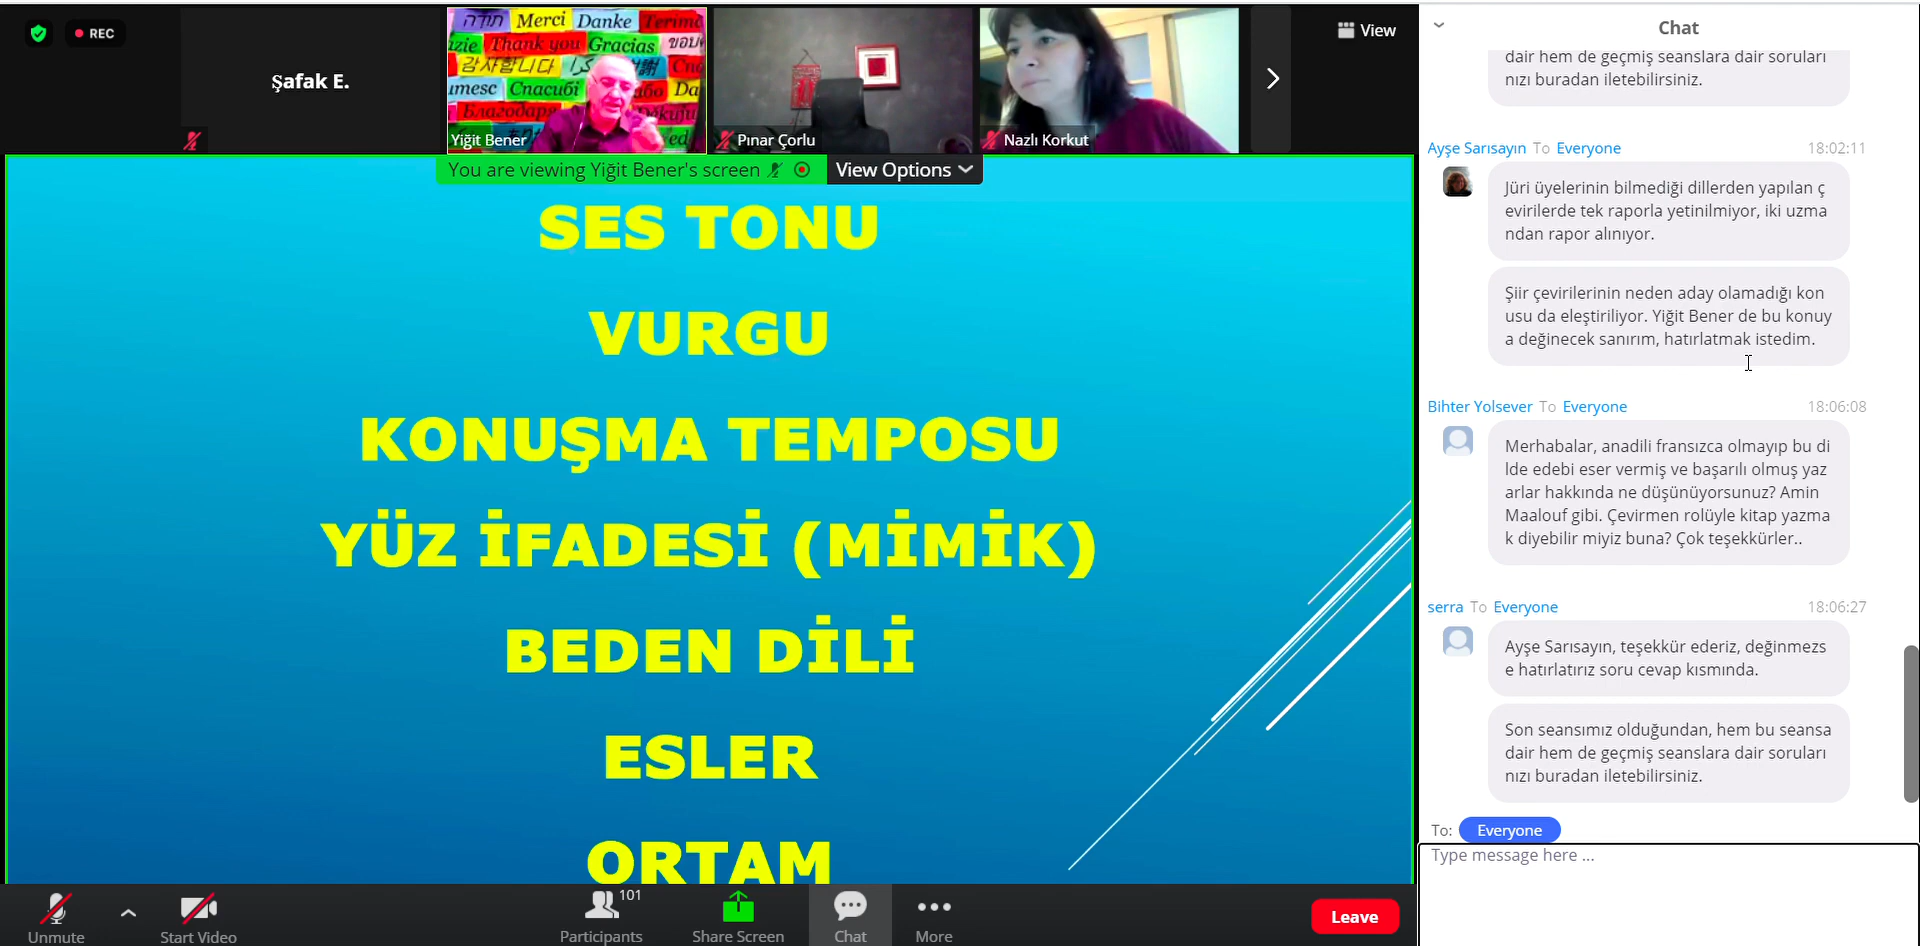 REC
Şafak E.
תודה Merci Danke
Thank you Gracias
감사합니다
Спасибі
Yiğit Bener
Pınar Çorlu
Nazlı Korkut
View
You are viewing Yiğit Bener's screen
View Options
SES TONU
VURGU
KONUŞMA TEMPOSU
YÜZ İFADESİ (MİMİK)
BEDEN DİLİ
ESLER
ORTAM
Chat
dair hem de geçmiş seanslara dair soruları
nızı buradan iletebilirsiniz.
Ayşe Sarısayın To Everyone 18:02:11
Jüri üyelerinin bilmediği dillerden yapılan ç
evirilerde tek raporla yetinilmiyor, iki uzma
ndan rapor alınıyor.
Şiir çevirilerinin neden aday olamadığı kon
usu da eleştiriliyor. Yiğit Bener de bu konuy
a değinecek sanırım, hatırlatmak istedim.
Bihter Yolsever To Everyone 18:06:08
Merhabalar, anadili fransızca olmayıp bu di
lde edebi eser vermiş ve başarılı olmuş yaz
arlar hakkında ne düşünüyorsunuz? Amin
Maalouf gibi. Çevirmen rolüyle kitap yazma
k diyebilir miyiz buna? Çok teşekkürler..
serra To Everyone 18:06:27
Ayşe Sarısayın, teşekkür ederiz, değinmezs
e hatırlatırız soru cevap kısmında.
Son seansımız olduğundan, hem bu seansa
dair hem de geçmiş seanslara dair soruları
nızı buradan iletebilirsiniz.
To: Everyone
Type message here ...
Unmute
Start Video
Participants 101
Share Screen
Chat
More
Leave